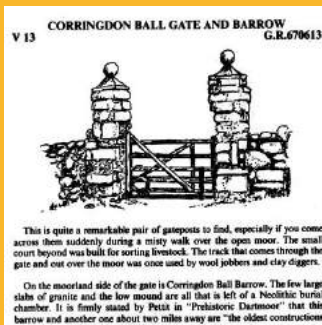 CORRINGDON BALL GATE AND BARROW
V 13 G.R.670613
This is quite a remarkable pair of gateposts to find, especially if you come
across them suddenly during a misty walk over the open moor. The small
court beyond was built for sorting livestock. The track that comes through the
gate and out over the moor was once used by wool jobbers and clay diggers.
On the moorland side of the gate is Corringdon Ball Barrow. The few large
slabs of granite and the low mound are all that is left of a Neolithic burial
chamber. It is firmly stated by Pettit in "Prehistoric Dartmoor" that this
barrow and another one about two miles away are "the oldest constructions